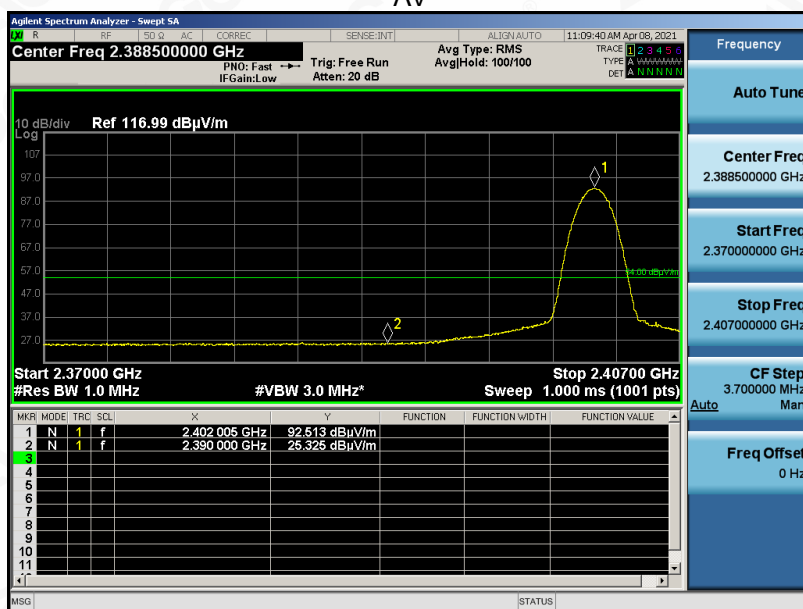 AV
Agilent Spectrum Analyzer - Swept SA
LXI R RF 50 Ω AC CORREC SENSE:INT ALIGN AUTO 11:09:40 AM Apr 08, 2021
Center Freq 2.388500000 GHz
PNO: Fast
IFGain:Low
Trig: Free Run
Atten: 20 dB
Avg Type: RMS
Avg|Hold: 100/100
TRACE 1 2 3 4 5 6
TYPE A WWWWW
DET A N N N N N
10 dB/div Ref 116.99 dBµV/m
Log
107
97.0
87.0
77.0
67.0
57.0
47.0
37.0
27.0
1
2
54.00 dBµV/m
Start 2.37000 GHz Stop 2.40700 GHz
#Res BW 1.0 MHz #VBW 3.0 MHz* Sweep 1.000 ms (1001 pts)
MKR MODE TRC SCL X Y FUNCTION FUNCTION WIDTH FUNCTION VALUE
1 N 1 f 2.402 005 GHz 92.513 dBµV/m
2 N 1 f 2.390 000 GHz 25.325 dBµV/m
3
4
5
6
7
8
9
10
11
MSG STATUS
Frequency
Auto Tune
Center Freq
2.388500000 GHz
Start Freq
2.370000000 GHz
Stop Freq
2.407000000 GHz
CF Step
3.700000 MHz
Auto Man
Freq Offset
0 Hz